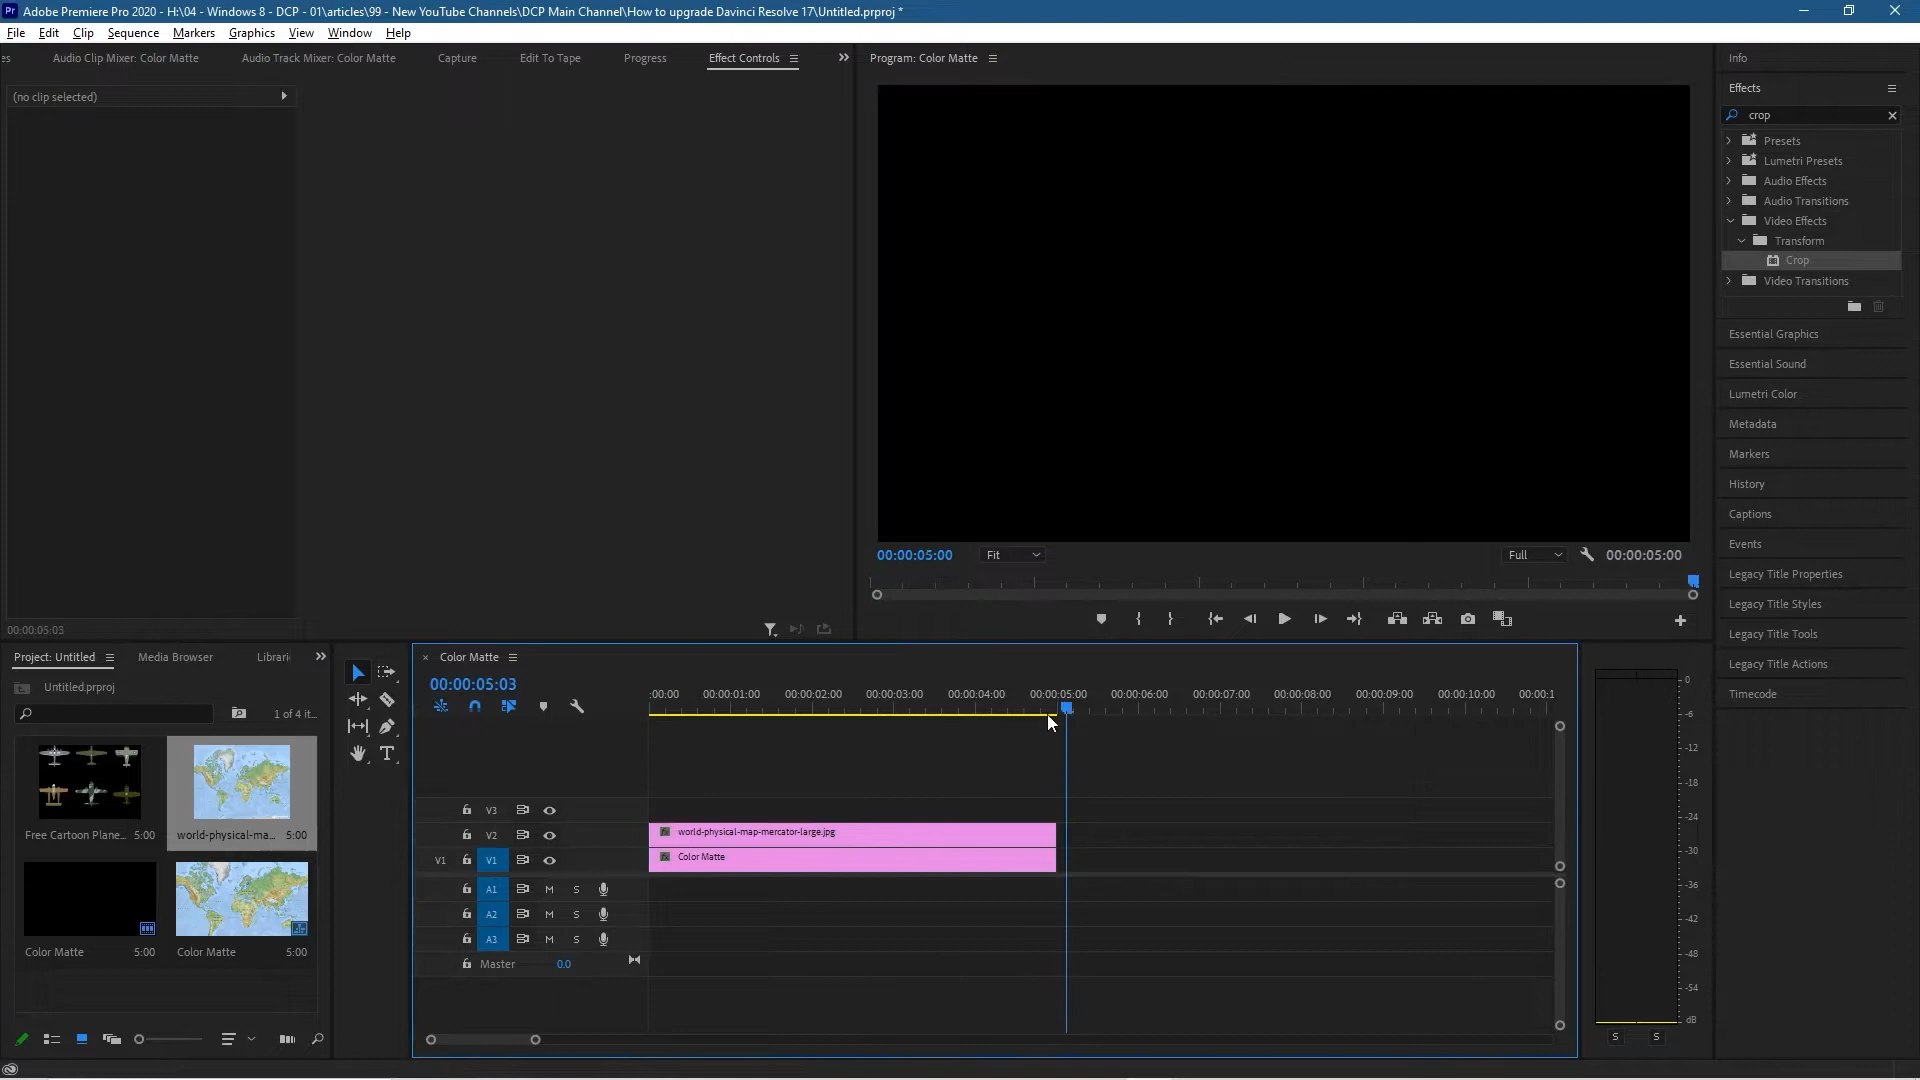 Pr Adobe Premiere Pro 2020 - H:\04 - Windows 8 - DCP - 01\articles\99 - New YouTube Channels\DCP Main Channel\How to upgrade Davinci Resolve 17\Untitled.prproj *
File Edit Clip Sequence Markers Graphics View Window Help
es Audio Clip Mixer: Color Matte Audio Track Mixer: Color Matte Capture Edit To Tape Progress Effect Controls
(no clip selected)
00:00:05:03
Program: Color Matte
00:00:05:00 Fit Full 00:00:05:00
Info
Effects
crop
Presets
Lumetri Presets
Audio Effects
Audio Transitions
Video Effects
Transform
Crop
Video Transitions
Essential Graphics
Essential Sound
Lumetri Color
Metadata
Markers
History
Captions
Events
Legacy Title Properties
Legacy Title Styles
Legacy Title Tools
Legacy Title Actions
Timecode
Project: Untitled Media Browser Librari
Untitled.prproj
1 of 4 it...
Free Cartoon Plane... 5:00
world-physical-ma... 5:00
Color Matte 5:00
Color Matte 5:00
T
× Color Matte
00:00:05:03
:00:00 00:00:01:00 00:00:02:00 00:00:03:00 00:00:04:00 00:00:05:00 00:00:06:00 00:00:07:00 00:00:08:00 00:00:09:00 00:00:10:00 00:00:1
V3
V2 fx world-physical-map-mercator-large.jpg
V1 V1 fx Color Matte
A1 M S
A2 M S
A3 M S
Master 0.0
0
-6
-12
-18
-24
-30
-36
-42
-48
-54
dB
S S